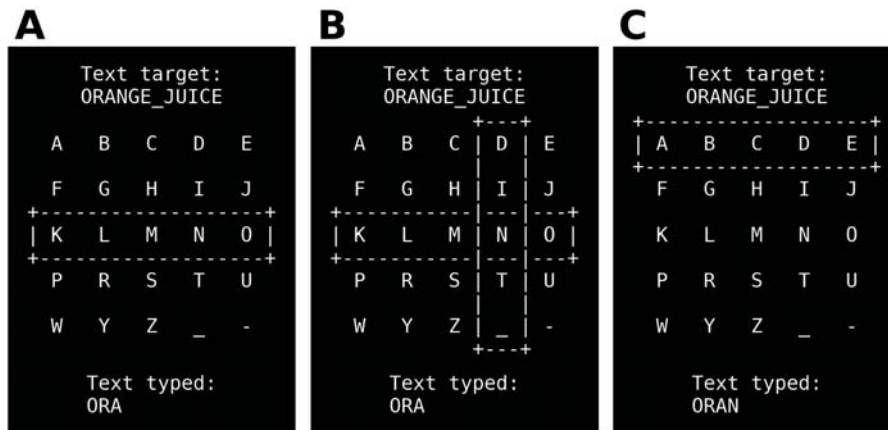 A
Text target:
ORANGE_JUICE
A B C D E
F G H I J
K L M N O
P R S T U
W Y Z _ -
Text typed:
ORA
B
Text target:
ORANGE_JUICE
A B C D E
F G H I J
K L M N O
P R S T U
W Y Z _ -
Text typed:
ORA
C
Text target:
ORANGE_JUICE
A B C D E
F G H I J
K L M N O
P R S T U
W Y Z _ -
Text typed:
ORAN